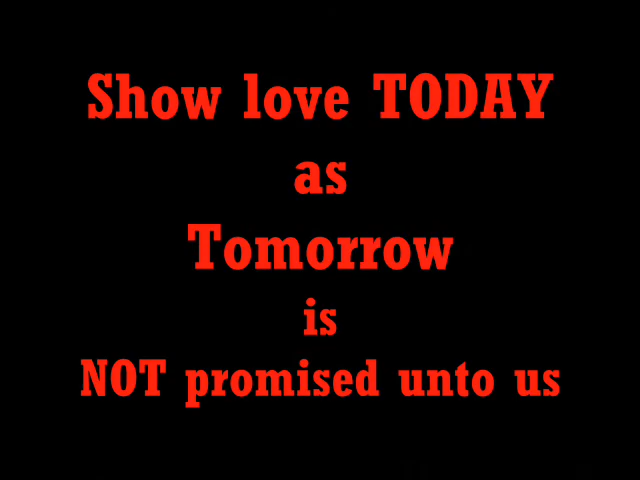 Show love TODAY
as
Tomorrow
is
NOT promised unto us